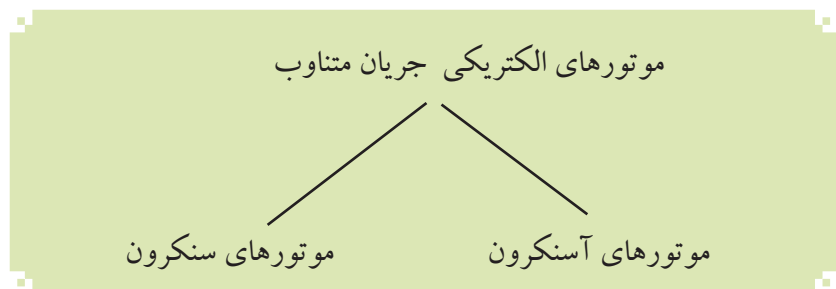 موتورهای الکتریکی جریان متناوب
موتورهای آسنکرون
موتورهای سنکرون